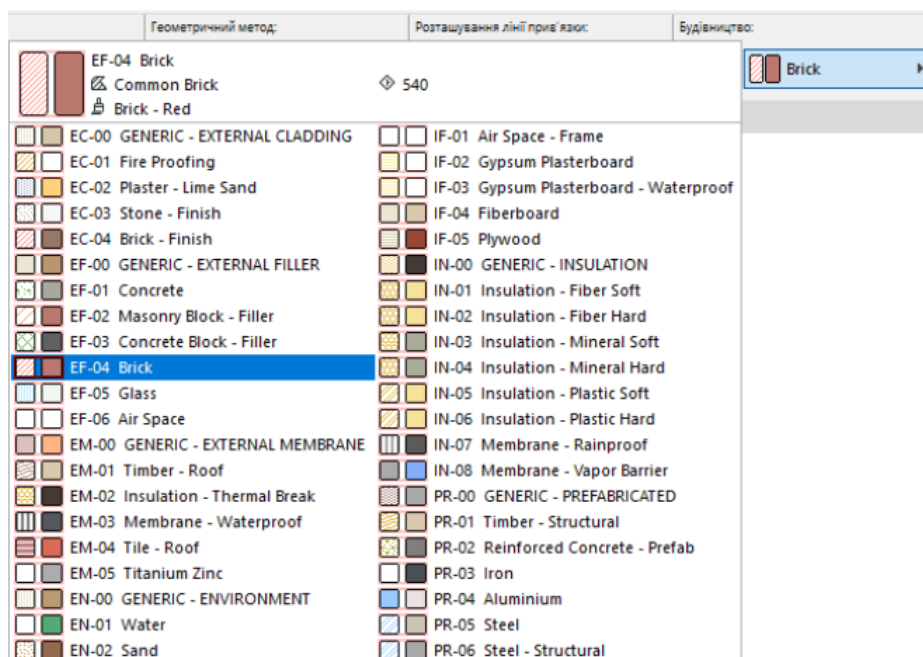 Геометричний метод:
Розташування лінії прив'язки:
Будівництво:
EF-04 Brick
Common Brick
540
Brick - Red
Brick
EC-00 GENERIC - EXTERNAL CLADDING
EC-01 Fire Proofing
EC-02 Plaster - Lime Sand
EC-03 Stone - Finish
EC-04 Brick - Finish
EF-00 GENERIC - EXTERNAL FILLER
EF-01 Concrete
EF-02 Masonry Block - Filler
EF-03 Concrete Block - Filler
EF-04 Brick
EF-05 Glass
EF-06 Air Space
EM-00 GENERIC - EXTERNAL MEMBRANE
EM-01 Timber - Roof
EM-02 Insulation - Thermal Break
EM-03 Membrane - Waterproof
EM-04 Tile - Roof
EM-05 Titanium Zinc
EN-00 GENERIC - ENVIRONMENT
EN-01 Water
EN-02 Sand
IF-01 Air Space - Frame
IF-02 Gypsum Plasterboard
IF-03 Gypsum Plasterboard - Waterproof
IF-04 Fiberboard
IF-05 Plywood
IN-00 GENERIC - INSULATION
IN-01 Insulation - Fiber Soft
IN-02 Insulation - Fiber Hard
IN-03 Insulation - Mineral Soft
IN-04 Insulation - Mineral Hard
IN-05 Insulation - Plastic Soft
IN-06 Insulation - Plastic Hard
IN-07 Membrane - Rainproof
IN-08 Membrane - Vapor Barrier
PR-00 GENERIC - PREFABRICATED
PR-01 Timber - Structural
PR-02 Reinforced Concrete - Prefab
PR-03 Iron
PR-04 Aluminium
PR-05 Steel
PR-06 Steel - Structural